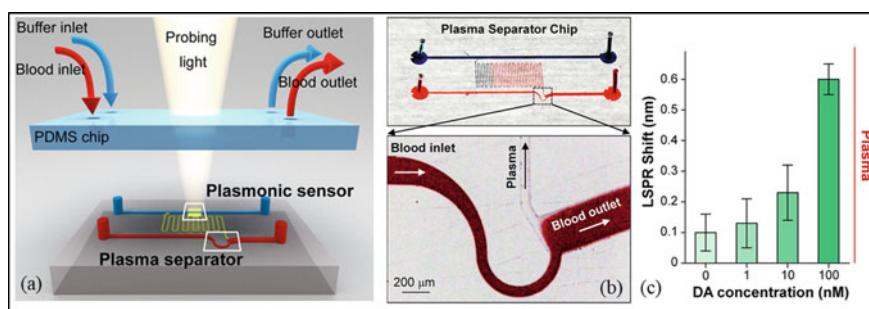 Buffer inlet
Blood inlet
Probing
light
Buffer outlet
Blood outlet
PDMS chip
Plasmonic sensor
Plasma separator
(a)
Plasma Separator Chip
Blood inlet
Plasma
Blood outlet
200 μm
(b)
LSPR Shift (nm)
0.6
0.5
0.4
0.3
0.2
0.1
0
0
1
10
100
DA concentration (nM)
Plasma
(c)